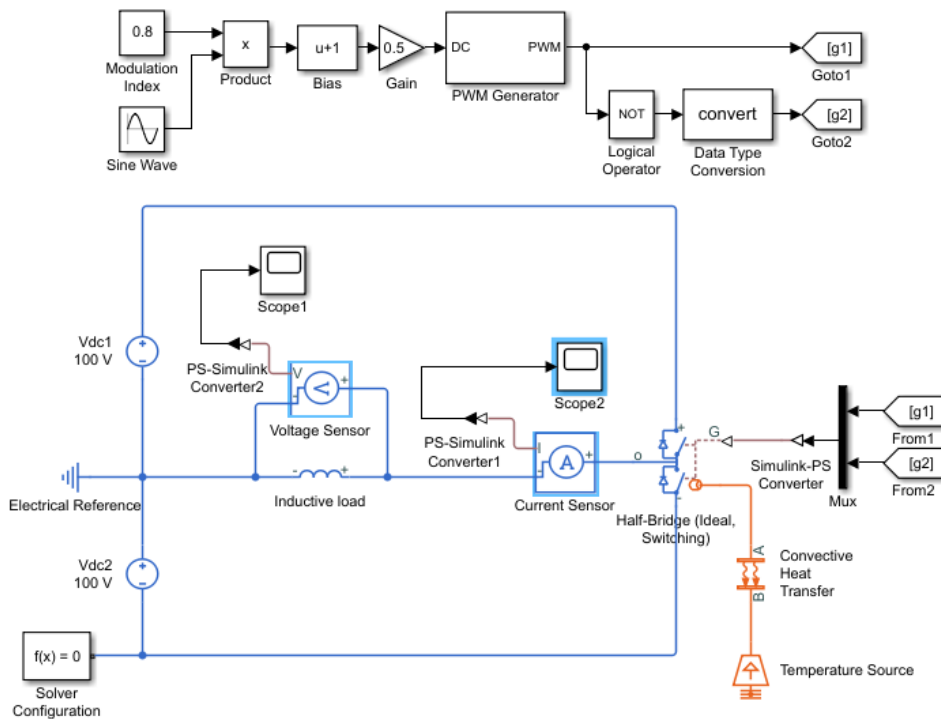 0.8
Modulation
Index
x
Product
u+1
Bias
0.5
Gain
DC
PWM
PWM Generator
[g1]
Goto1
Sine Wave
NOT
Logical
Operator
convert
Data Type
Conversion
[g2]
Goto2
Scope1
Vdc1
100 V
PS-Simulink
Converter2
V
+
-
V
Voltage Sensor
Scope2
PS-Simulink
Converter1
I
-
+
A
Current Sensor
-
+
Inductive load
Electrical Reference
o
+
-
G
Half-Bridge (Ideal,
Switching)
Simulink-PS
Converter
Mux
[g1]
From1
[g2]
From2
Vdc2
100 V
A
B
Convective
Heat
Transfer
f(x) = 0
Solver
Configuration
Temperature Source